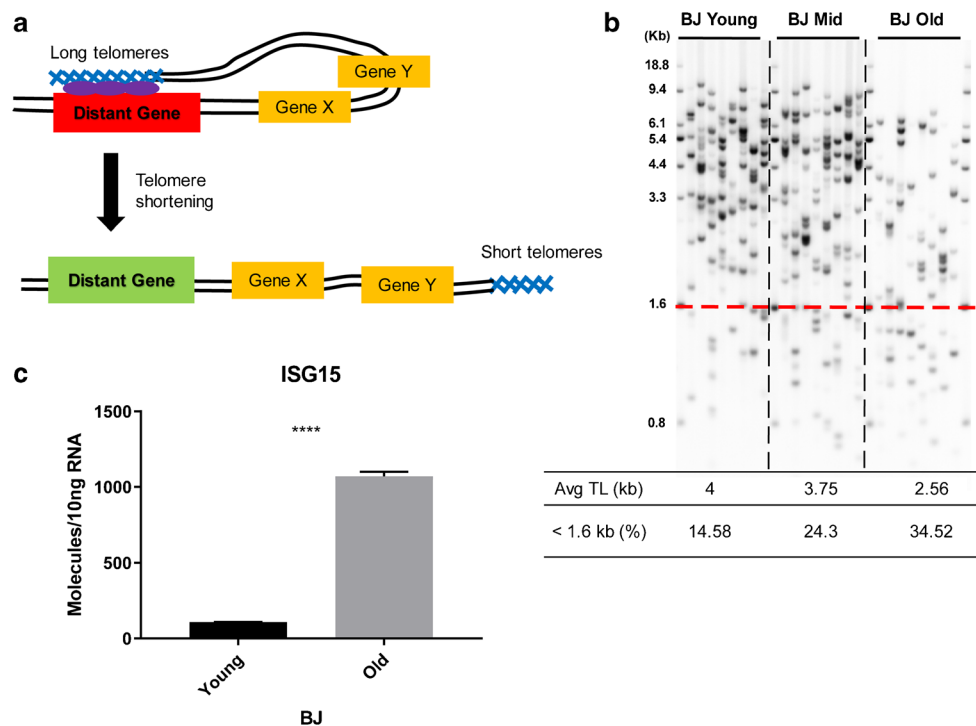 a
Long telomeres
Gene Y
Gene X
Distant Gene
Telomere
shortening
Short telomeres
Distant Gene
Gene X
Gene Y
b
BJ Young
BJ Mid
BJ Old
(Kb)
18.8
9.4
6.1
5.4
4.4
3.3
1.6
0.8
Avg TL (kb) 4 3.75 2.56
< 1.6 kb (%) 14.58 24.3 34.52
c
ISG15
Molecules/10ng RNA
1500
1000
500
0
****
Young
Old
BJ